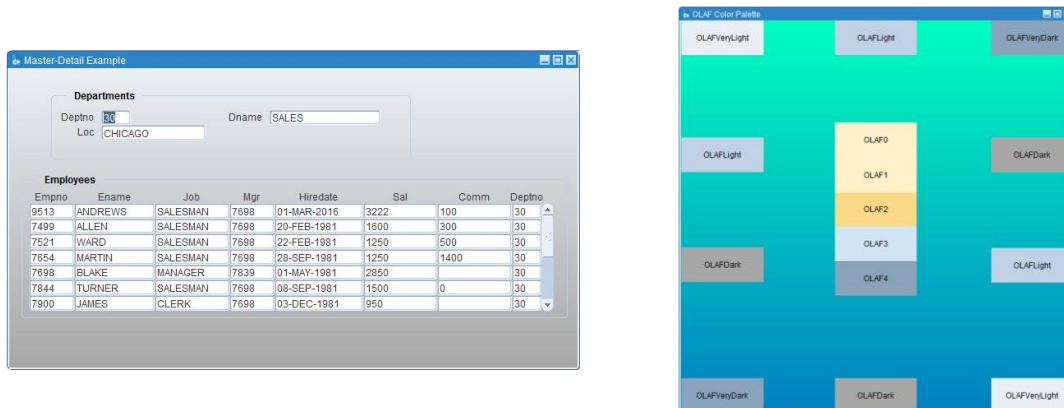 Master-Detail Example
Departments
Deptno 30 Dname SALES
Loc CHICAGO
Employees
Empno Ename Job Mgr Hiredate Sal Comm Deptno
9513 ANDREWS SALESMAN 7698 01-MAR-2016 3222 100 30
7499 ALLEN SALESMAN 7698 20-FEB-1981 1600 300 30
7521 WARD SALESMAN 7698 22-FEB-1981 1250 500 30
7654 MARTIN SALESMAN 7698 28-SEP-1981 1250 1400 30
7698 BLAKE MANAGER 7839 01-MAY-1981 2850 30
7844 TURNER SALESMAN 7698 08-SEP-1981 1500 0 30
7900 JAMES CLERK 7698 03-DEC-1981 950 30
OLAF Color Palette
OLAFVeryLight OLAFLight OLAFVeryDark
OLAF0
OLAFLight OLAFDark
OLAF1
OLAF2
OLAF3
OLAFDark OLAFLight
OLAF4
OLAFVeryDark OLAFDark OLAFVeryLight